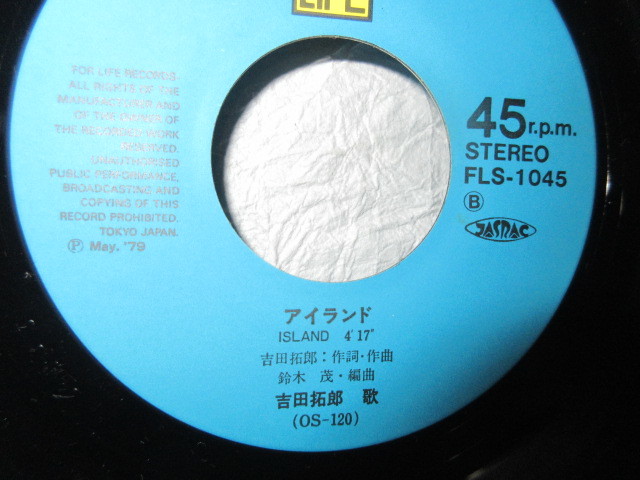 LIFE
FOR LIFE RECORDS-
ALL RIGHTS OF THE
MANUFACTURER AND
OF THE OWNER OF
THE RECORDED WORK
RESERVED.
UNAUTHORISED
PUBLIC PERFORMANCE,
BROADCASTING AND
COPYING OF THIS
RECORD PROHIBITED.
TOKYO JAPAN.
Ⓟ May. '79
45r.p.m.
STEREO
FLS-1045
Ⓑ
JASRAC
アイランド
ISLAND 4'17"
吉田拓郎：作詞・作曲
鈴木 茂・編曲
吉田拓郎 歌
(OS-120)